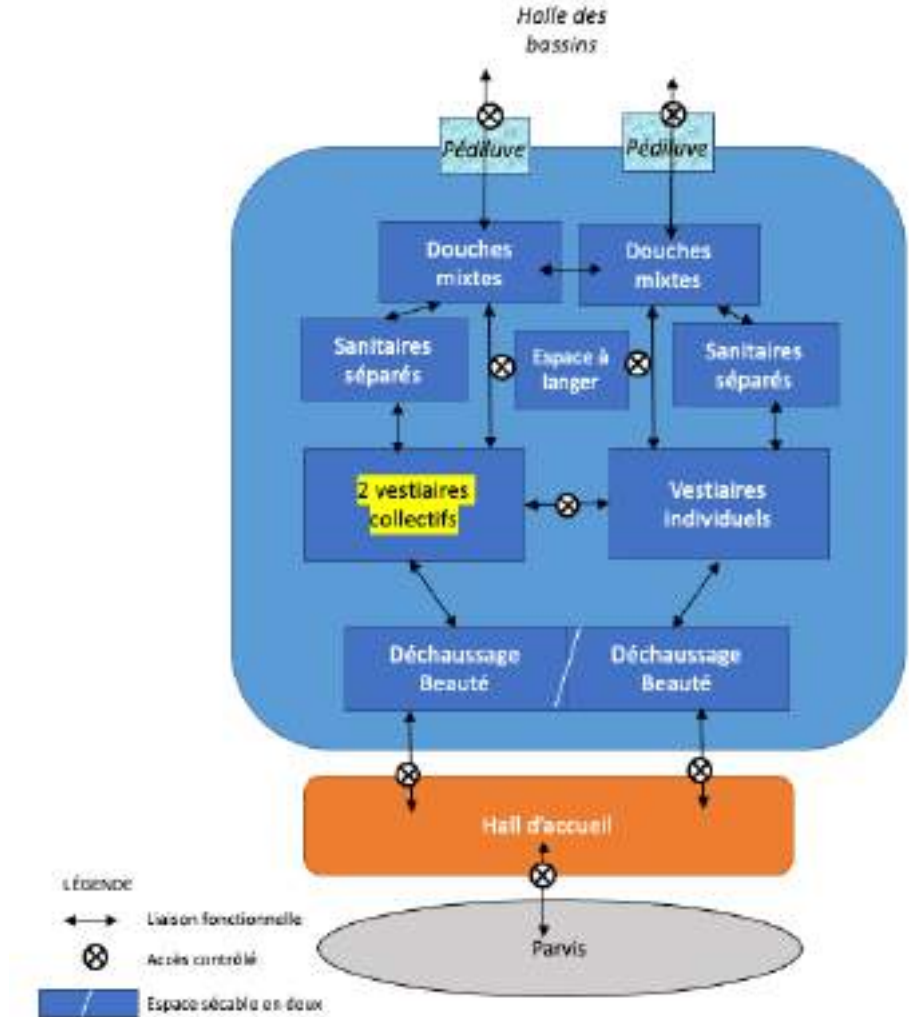 Halle des
bassins
Pédiluve
Pédiluve
Douches
mixtes
Douches
mixtes
Sanitaires
séparés
Espace à
langer
Sanitaires
séparés
2 vestiaires
collectifs
Vestiaires
individuels
Déchaussage
Beauté
Déchaussage
Beauté
Hall d'accueil
Parvis
LÉGENDE
Liaison fonctionnelle
Accès contrôlé
Espace sécable en deux